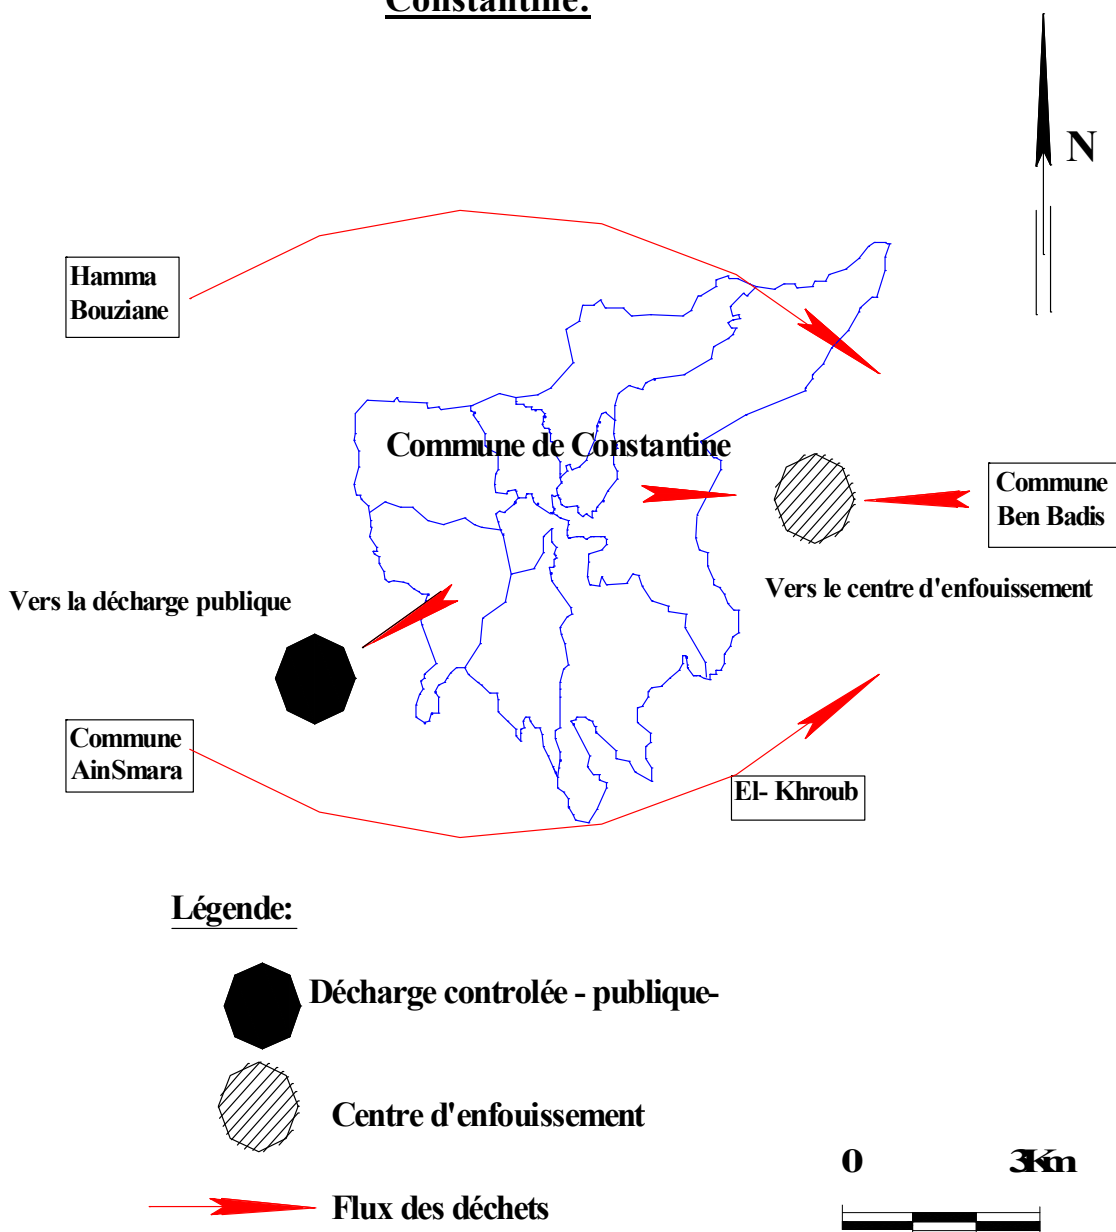 Constantine:
N
Hamma
Bouziane
Commune de Constantine
Commune
Ben Badis
Vers le centre d'enfouissement
Vers la décharge publique
Commune
AinSmara
El- Khroub
Légende:
Décharge controlée - publique-
Centre d'enfouissement
0 3Km
Flux des déchets